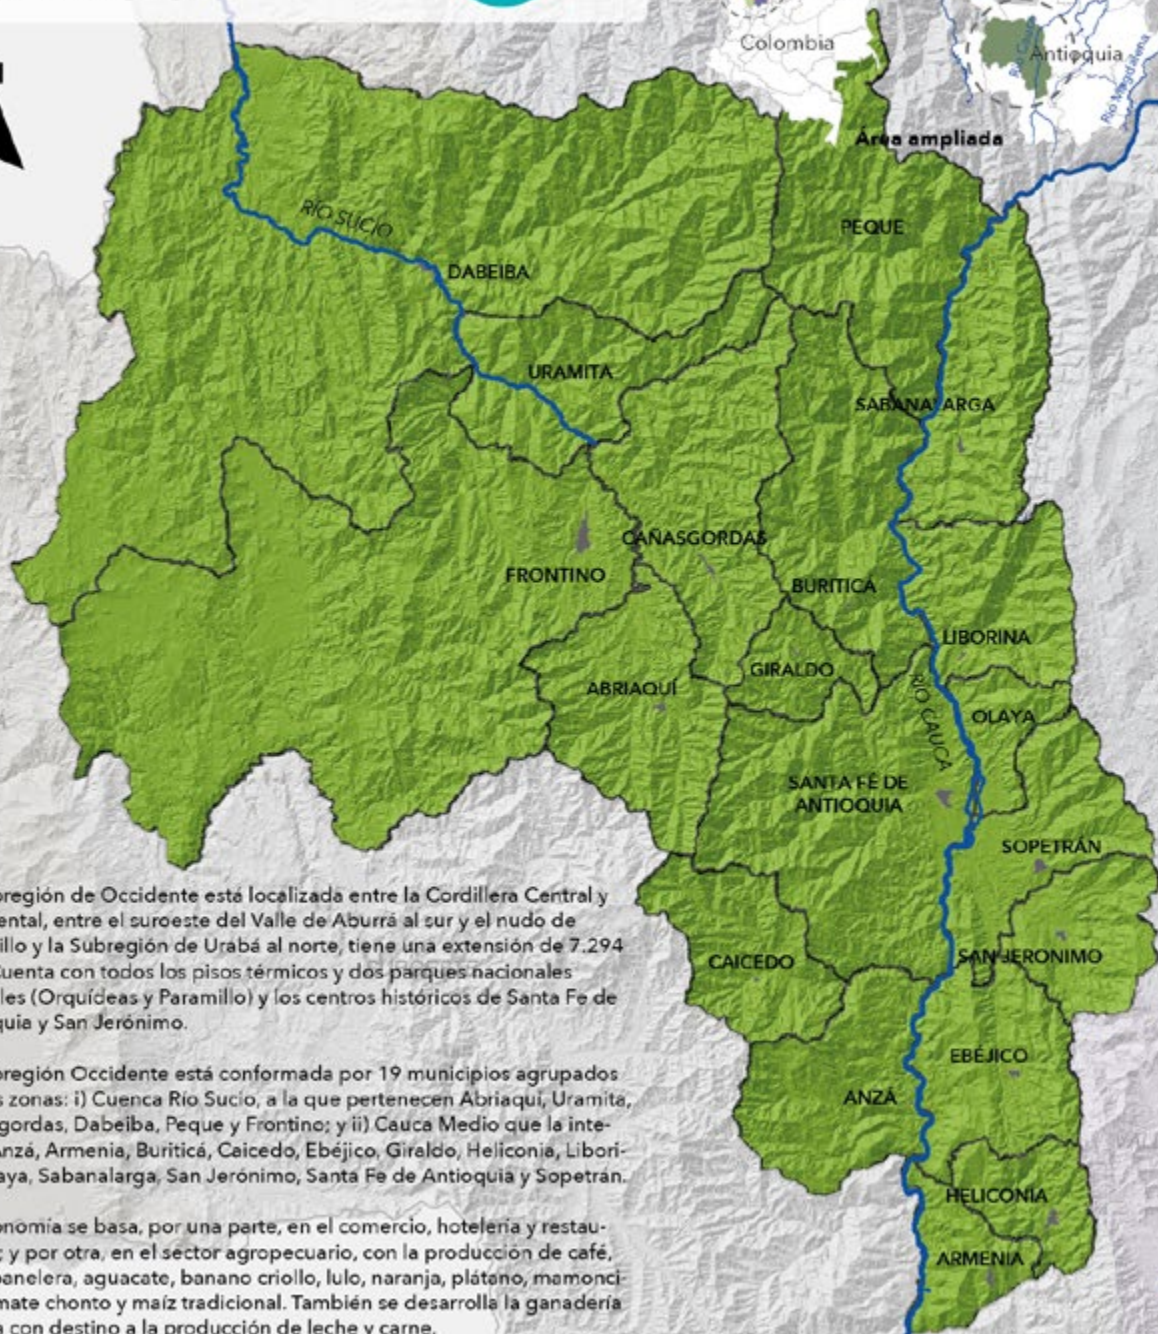 Colombia
Antioquia
Río Cauca
Río Magdalena
Área ampliada
PEQUE
RÍO SUCIO
DABEIBA
URAMITA
SABANALARGA
CAÑASGORDAS
FRONTINO
BURITICÁ
LIBORINA
GIRALDO
ABRIAQUÍ
RÍO CAUCA
OLAYA
SANTA FÉ DE
ANTIOQUIA
SOPETRÁN
CAICEDO
SAN JERONIMO
EBÉJICO
ANZÁ
HELICONIA
ARMENIA
oregión de Occidente está localizada entre la Cordillera Central y
ental, entre el suroeste del Valle de Aburrá al sur y el nudo de
illo y la Subregión de Urabá al norte, tiene una extensión de 7.294
Cuenta con todos los pisos térmicos y dos parques nacionales
les (Orquídeas y Paramillo) y los centros históricos de Santa Fe de
quia y San Jerónimo.
oregión Occidente está conformada por 19 municipios agrupados
s zonas: i) Cuenca Río Sucio, a la que pertenecen Abriaquí, Uramita,
gordas, Dabeiba, Peque y Frontino; y ii) Cauca Medio que la inte-
Anzá, Armenia, Buriticá, Caicedo, Ebéjico, Giraldo, Heliconia, Libori-
aya, Sabanalarga, San Jerónimo, Santa Fe de Antioquia y Sopetrán.
onomía se basa, por una parte, en el comercio, hotelería y restau-
; y por otra, en el sector agropecuario, con la producción de café,
panelera, aguacate, banano criollo, lulo, naranja, plátano, mamonci
mate chonto y maíz tradicional. También se desarrolla la ganadería
a con destino a la producción de leche y carne.